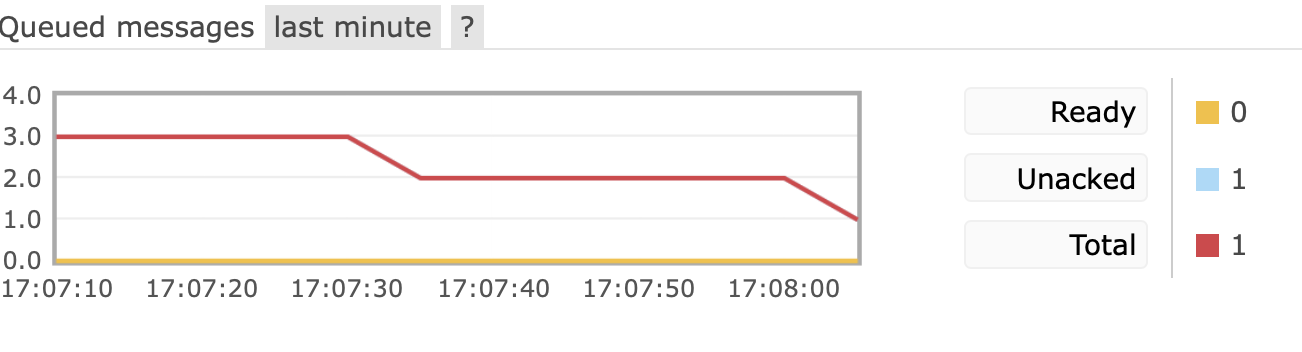 Queued messages last minute ?
4.0
3.0
2.0
1.0
0.0
17:07:10 17:07:20 17:07:30 17:07:40 17:07:50 17:08:00
Ready 0
Unacked 1
Total 1